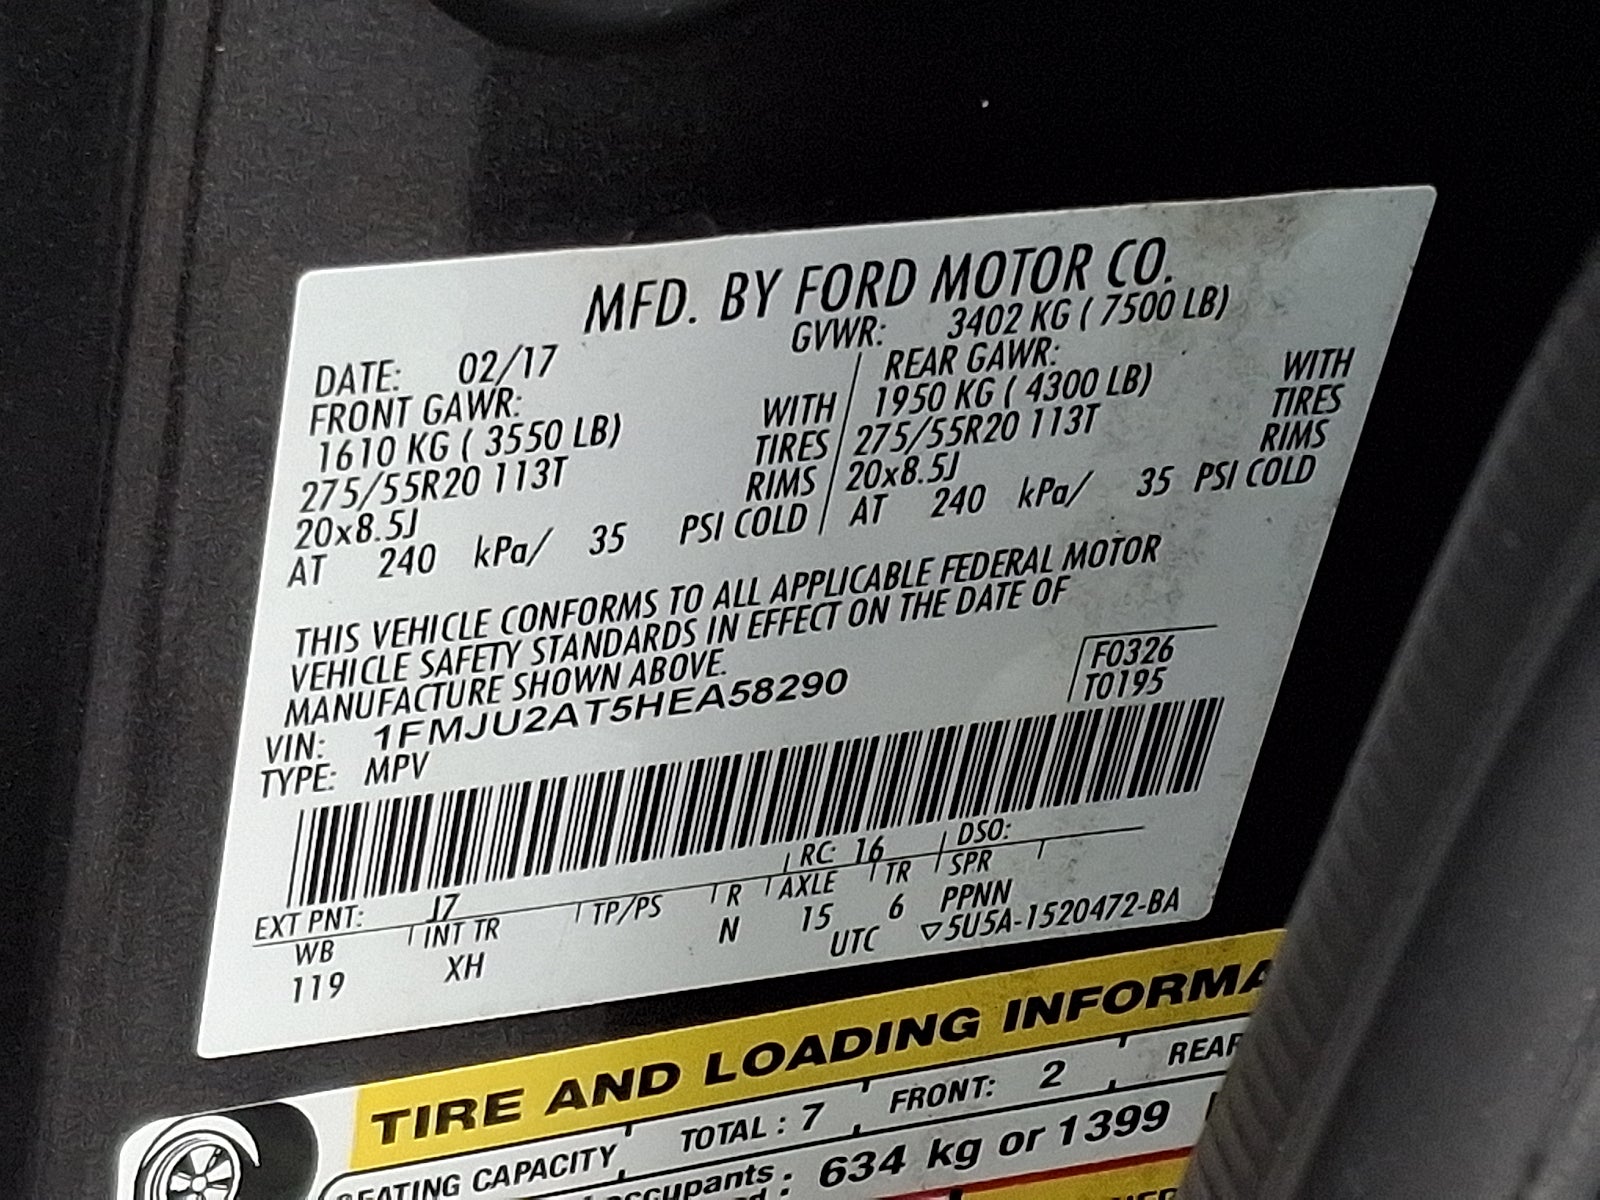 MFD. BY FORD MOTOR CO.
DATE: 02/17 GVWR: 3402 KG ( 7500 LB)
FRONT GAWR: REAR GAWR:
1610 KG ( 3550 LB) WITH 1950 KG ( 4300 LB) WITH
275/55R20 113T TIRES 275/55R20 113T TIRES
20x8.5J RIMS 20x8.5J RIMS
AT 240 kPa/ 35 PSI COLD AT 240 kPa/ 35 PSI COLD
THIS VEHICLE CONFORMS TO ALL APPLICABLE FEDERAL MOTOR
VEHICLE SAFETY STANDARDS IN EFFECT ON THE DATE OF
MANUFACTURE SHOWN ABOVE.
F0326
VIN: 1FMJU2AT5HEA58290 T0195
TYPE: MPV
EXT PNT: J7 RC: 16 DSO:
WB INT TR TP/PS R AXLE TR SPR
119 XH N 15 6 PPNN
UTC ▽5U5A-1520472-BA
TIRE AND LOADING INFORMA
SEATING CAPACITY TOTAL : 7 FRONT: 2 REAR
occupants : 634 kg or 1399